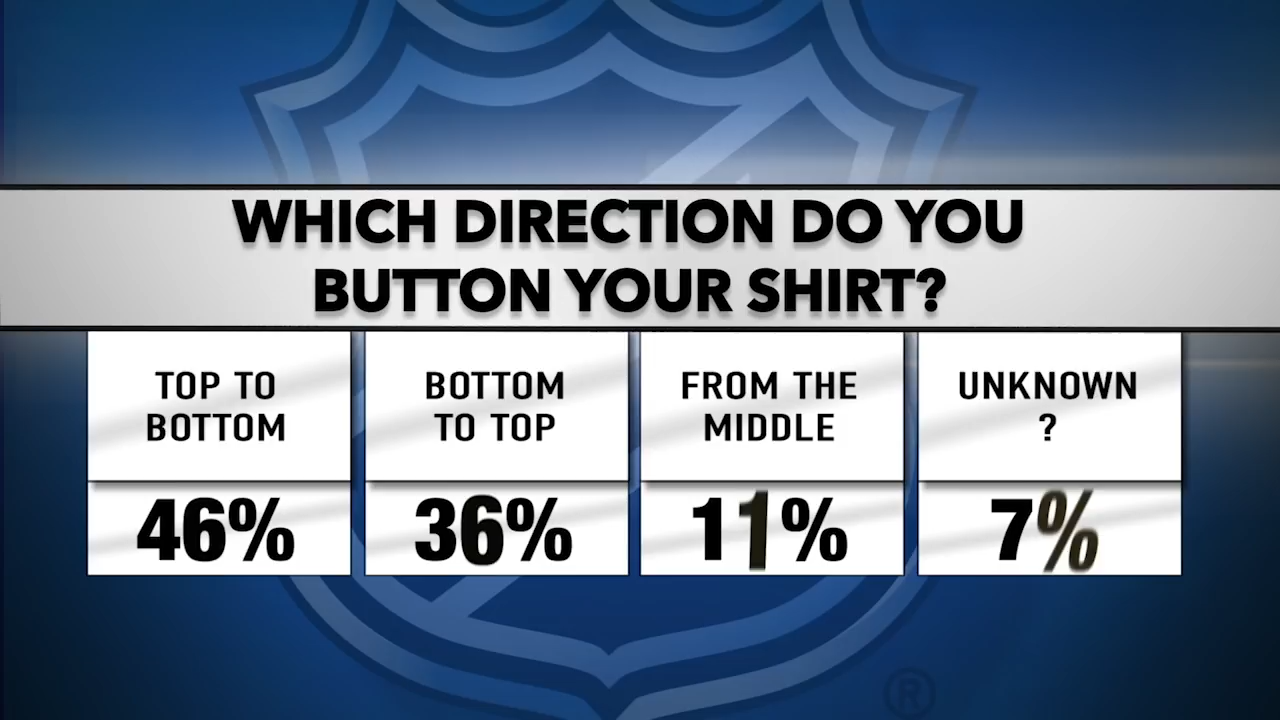 WHICH DIRECTION DO YOU
BUTTON YOUR SHIRT?
TOP TO
BOTTOM
46%
BOTTOM
TO TOP
36%
FROM THE
MIDDLE
11%
UNKNOWN
?
7%
®